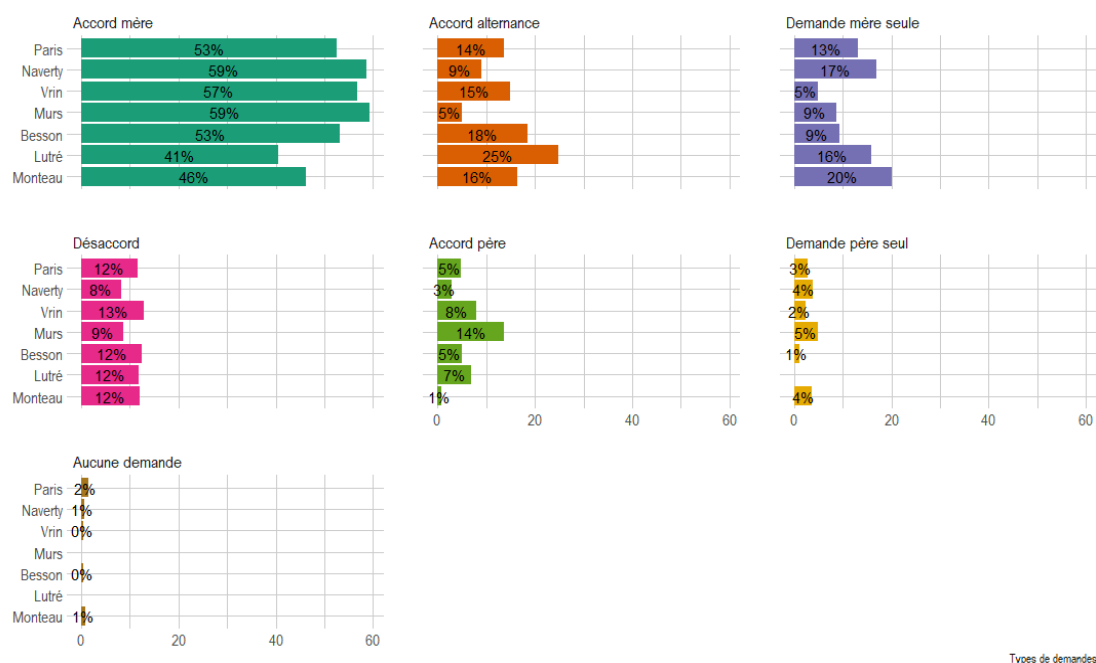 Accord mère Accord alternance Demande mère seule
Paris 53% 14% 13%
Naverty 59% 9% 17%
Vrin 57% 15% 5%
Murs 59% 5% 9%
Besson 53% 18% 9%
Lutré 41% 25% 16%
Monteau 46% 16% 20%
Désaccord Accord père Demande père seul
Paris 12% 5% 3%
Naverty 8% 3% 4%
Vrin 13% 8% 2%
Murs 9% 14% 5%
Besson 12% 5% 1%
Lutré 12% 7%
Monteau 12% 1% 4%
0 20 40 60 0 20 40 60
Aucune demande
Paris 2%
Naverty 1%
Vrin 0%
Murs
Besson 0%
Lutré
Monteau 1%
0 20 40 60
Types de demandes